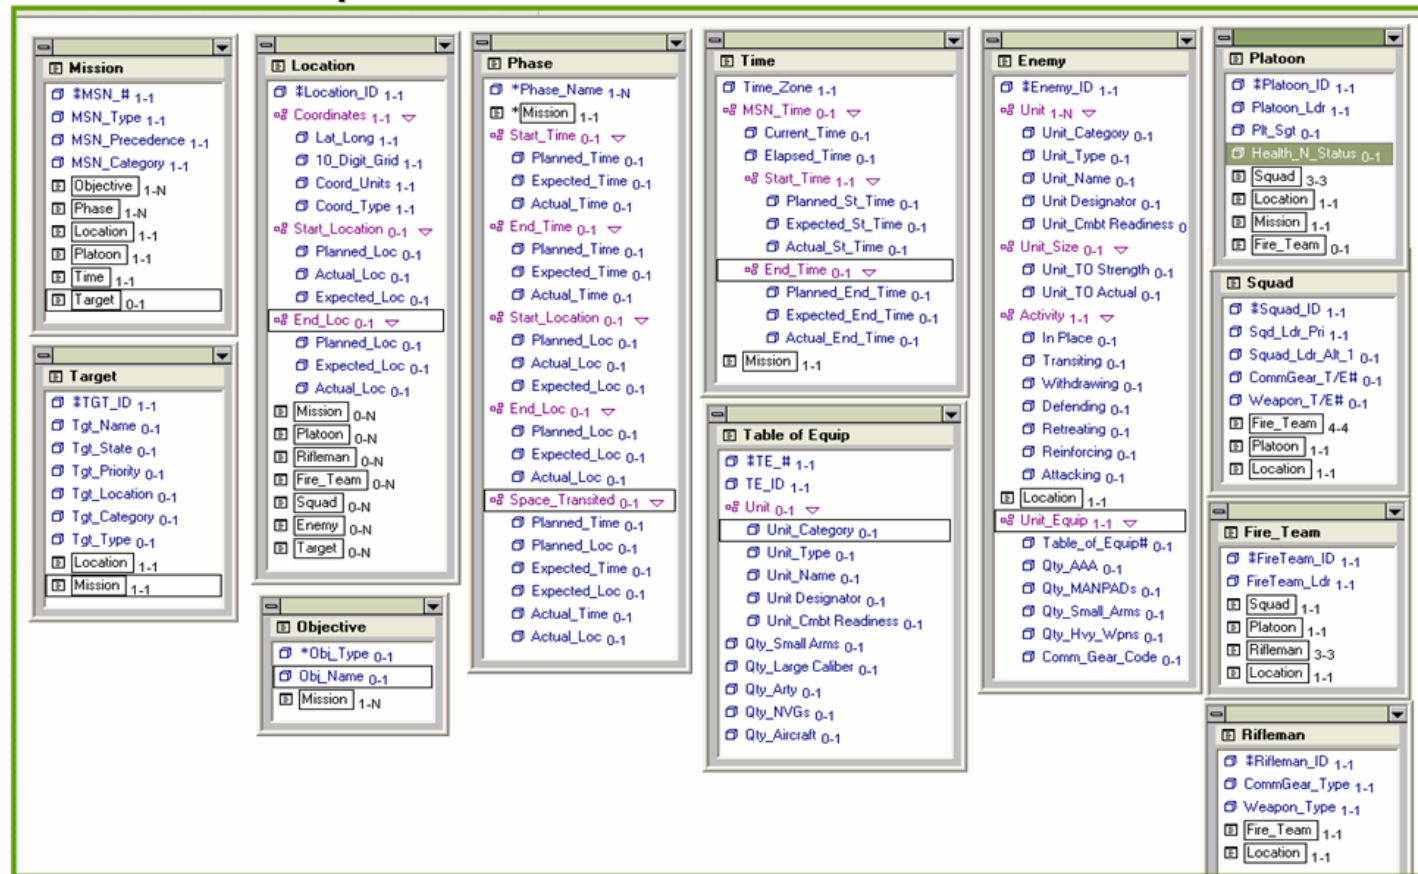 Mission
‡MSN_# 1-1
MSN_Type 1-1
MSN_Precedence 1-1
MSN_Category 1-1
Objective 1-N
Phase 1-N
Location 1-1
Platoon 1-1
Time 1-1
Target 0-1
Target
‡TGT_ID 1-1
Tgt_Name 0-1
Tgt_State 0-1
Tgt_Priority 0-1
Tgt_Location 0-1
Tgt_Category 0-1
Tgt_Type 0-1
Location 1-1
Mission 1-1
Location
‡Location_ID 1-1
Coordinates 1-1
Lat_Long 1-1
10_Digit_Grid 1-1
Coord_Units 1-1
Coord_Type 1-1
Start_Location 0-1
Planned_Loc 0-1
Actual_Loc 0-1
Expected_Loc 0-1
End_Loc 0-1
Planned_Loc 0-1
Expected_Loc 0-1
Actual_Loc 0-1
Mission 0-N
Platoon 0-N
Rifleman 0-N
Fire_Team 0-N
Squad 0-N
Enemy 0-N
Target 0-N
Objective
*Obj_Type 0-1
Obj_Name 0-1
Mission 1-N
Phase
*Phase_Name 1-N
*Mission 1-1
Start_Time 0-1
Planned_Time 0-1
Expected_Time 0-1
Actual_Time 0-1
End_Time 0-1
Planned_Time 0-1
Expected_Time 0-1
Actual_Time 0-1
Start_Location 0-1
Planned_Loc 0-1
Actual_Loc 0-1
Expected_Loc 0-1
End_Loc 0-1
Planned_Loc 0-1
Expected_Loc 0-1
Actual_Loc 0-1
Space_Transited 0-1
Planned_Time 0-1
Planned_Loc 0-1
Expected_Time 0-1
Expected_Loc 0-1
Actual_Time 0-1
Actual_Loc 0-1
Time
Time_Zone 1-1
MSN_Time 0-1
Current_Time 0-1
Elapsed_Time 0-1
Start_Time 1-1
Planned_St_Time 0-1
Expected_St_Time 0-1
Actual_St_Time 0-1
End_Time 0-1
Planned_End_Time 0-1
Expected_End_Time 0-1
Actual_End_Time 0-1
Mission 1-1
Table of Equip
‡TE_# 1-1
TE_ID 1-1
Unit 0-1
Unit_Category 0-1
Unit_Type 0-1
Unit_Name 0-1
Unit Designator 0-1
Unit_Cmbt Readiness 0-1
Qty_Small Arms 0-1
Qty_Large Caliber 0-1
Qty_Arty 0-1
Qty_NVGs 0-1
Qty_Aircraft 0-1
Enemy
‡Enemy_ID 1-1
Unit 1-N
Unit_Category 0-1
Unit_Type 0-1
Unit_Name 0-1
Unit Designator 0-1
Unit_Cmbt Readiness 0
Unit_Size 0-1
Unit_TO Strength 0-1
Unit_TO Actual 0-1
Activity 1-1
In Place 0-1
Transiting 0-1
Withdrawing 0-1
Defending 0-1
Retreating 0-1
Reinforcing 0-1
Attacking 0-1
Location 1-1
Unit_Equip 1-1
Table_of_Equip# 0-1
Qty_AAA 0-1
Qty_MANPADs 0-1
Qty_Small_Arms 0-1
Qty_Hvy_Wpns 0-1
Comm_Gear_Code 0-1
Platoon
‡Platoon_ID 1-1
Platoon_Ldr 1-1
Plt_Sgt 0-1
Health_N_Status 0-1
Squad 3-3
Location 1-1
Mission 1-1
Fire_Team 0-1
Squad
‡Squad_ID 1-1
Sqd_Ldr_Pri 1-1
Squad_Ldr_Alt_1 0-1
CommGear_T/E# 0-1
Weapon_T/E# 0-1
Fire_Team 4-4
Platoon 1-1
Location 1-1
Fire_Team
‡FireTeam_ID 1-1
FireTeam_Ldr 1-1
Squad 1-1
Platoon 1-1
Rifleman 3-3
Location 1-1
Rifleman
‡Rifleman_ID 1-1
CommGear_Type 1-1
Weapon_Type 1-1
Fire_Team 1-1
Location 1-1